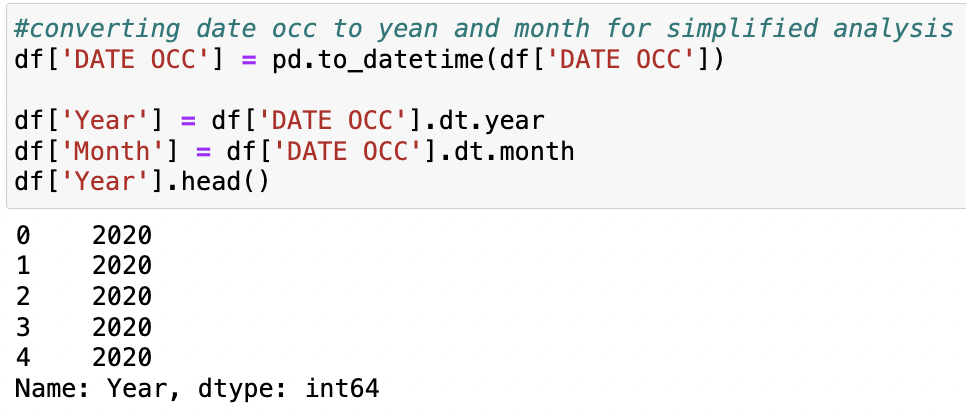 #converting date occ to yean and month for simplified analysis
df['DATE OCC'] = pd.to_datetime(df['DATE OCC'])
df['Year'] = df['DATE OCC'].dt.year
df['Month'] = df['DATE OCC'].dt.month
df['Year'].head()
0    2020
1    2020
2    2020
3    2020
4    2020
Name: Year, dtype: int64